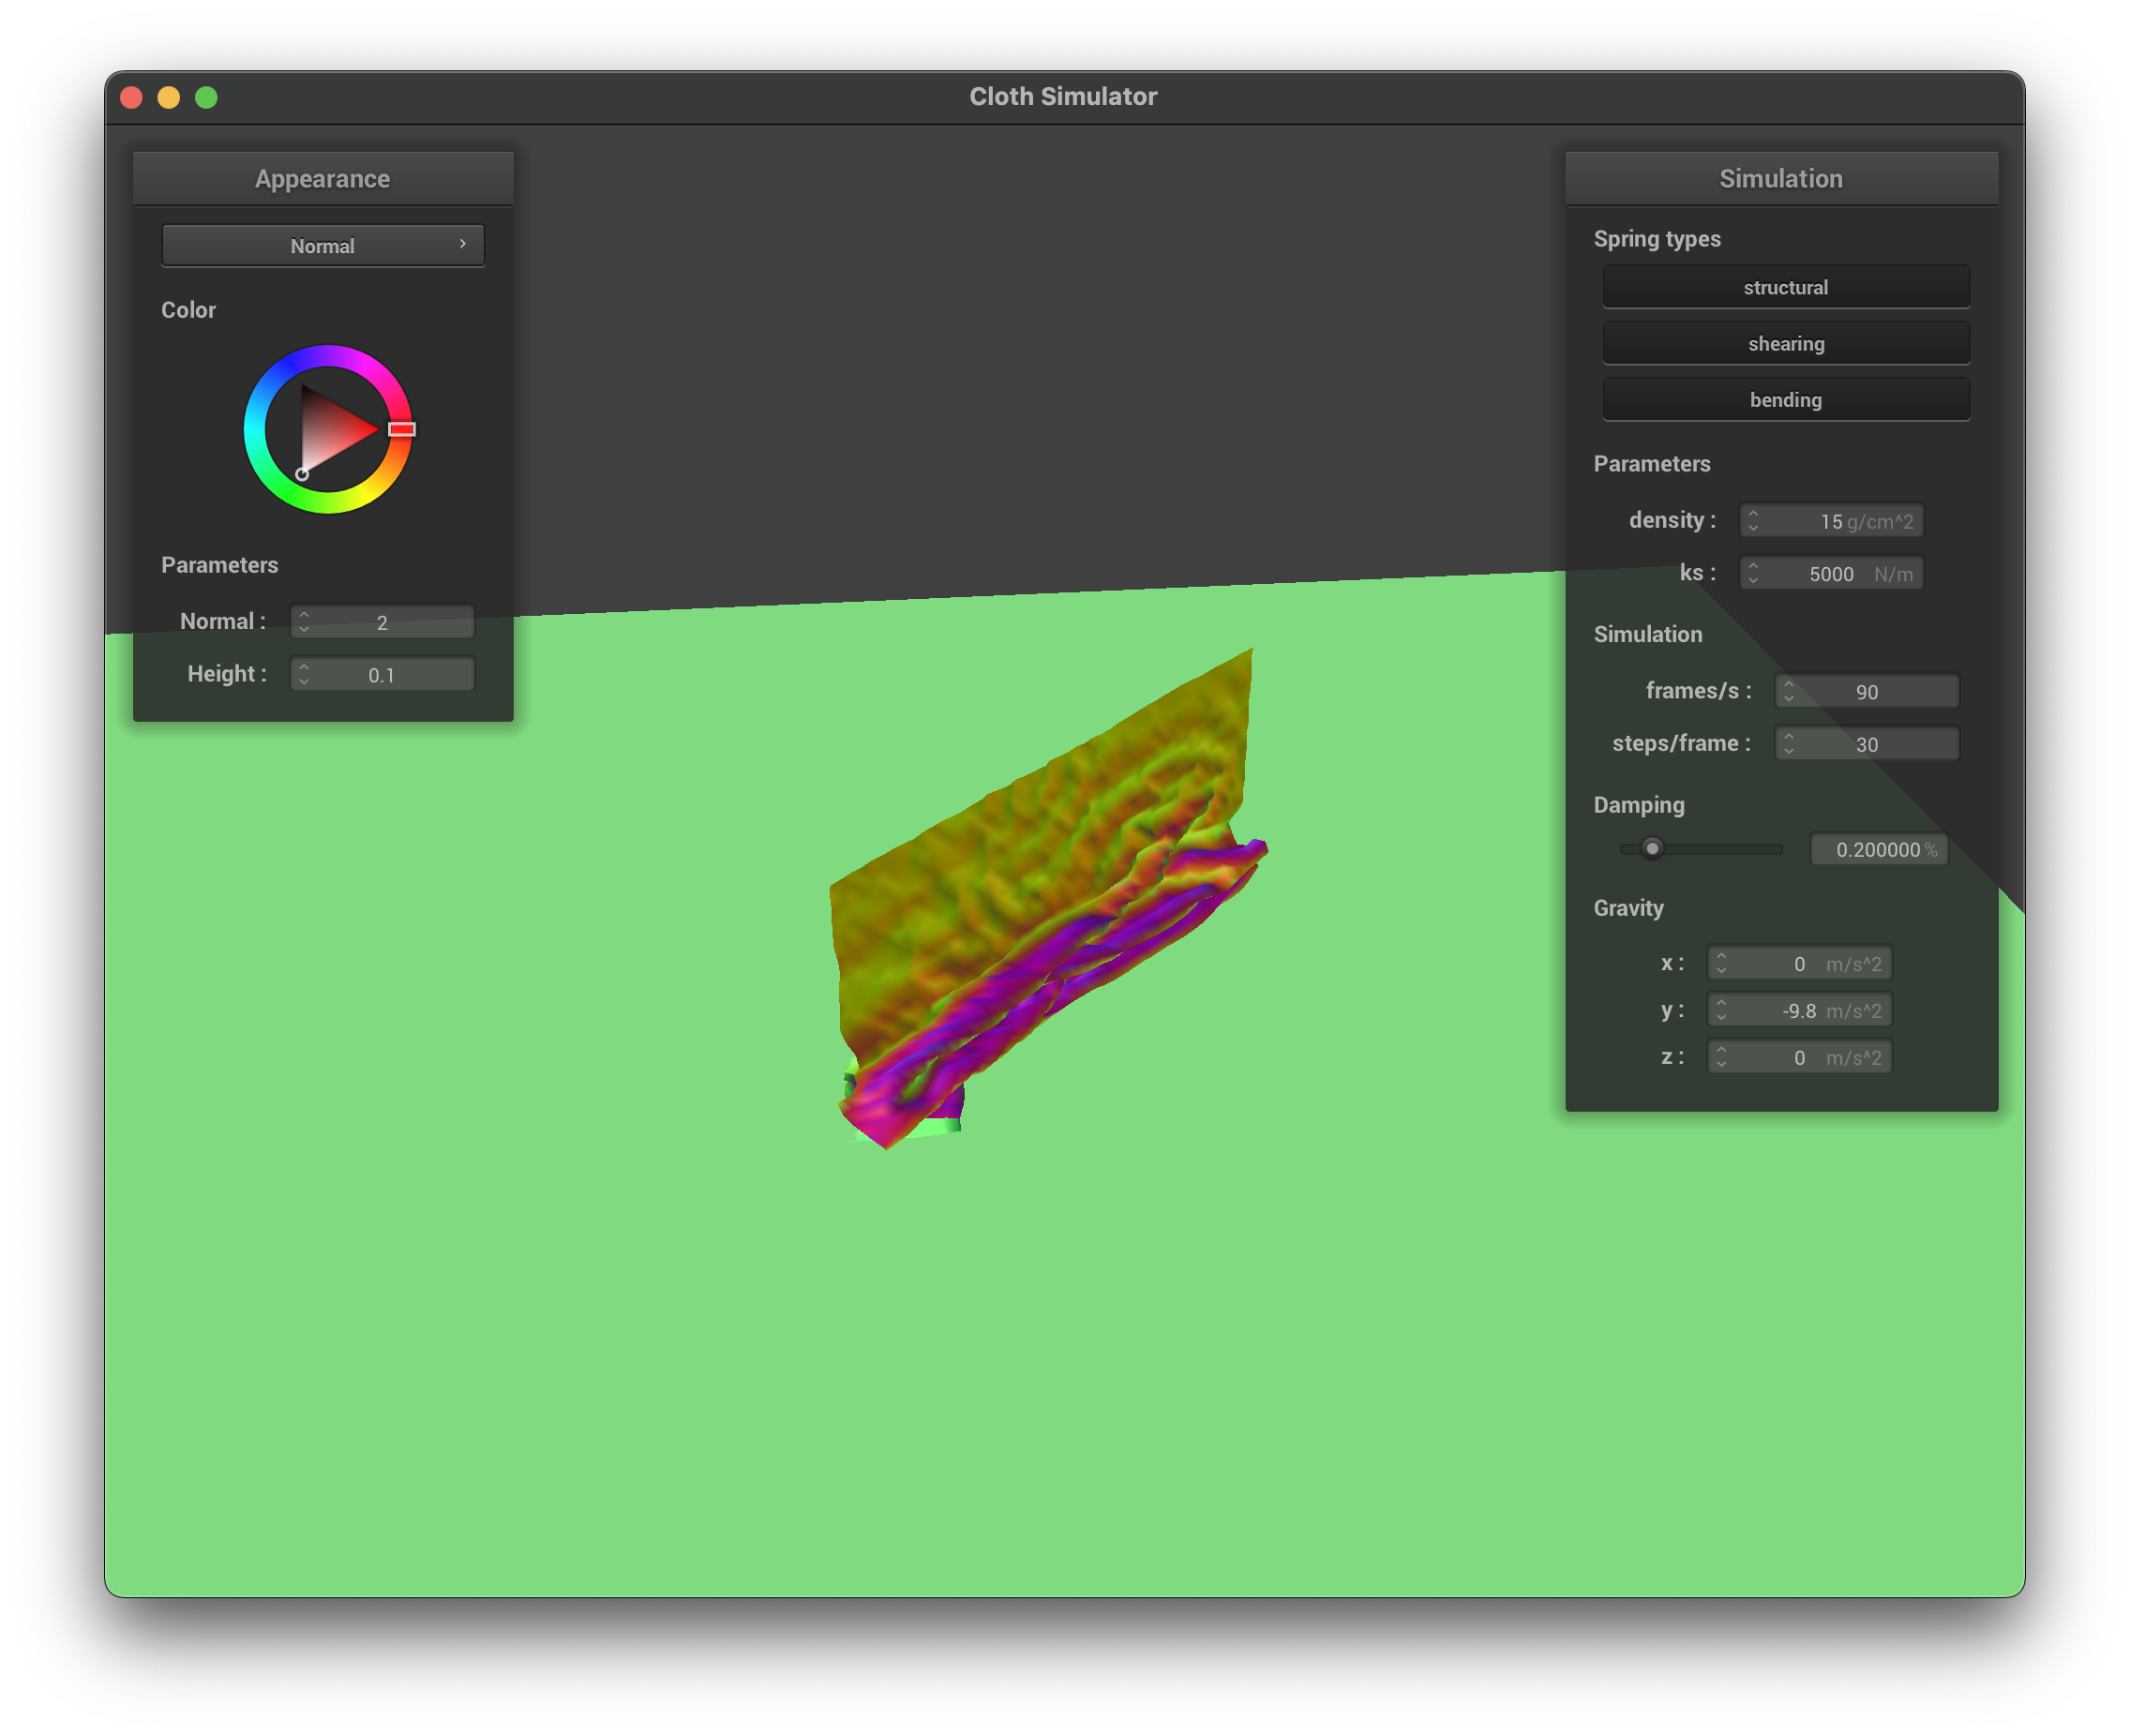 Cloth Simulator
Appearance
Normal
Color
Parameters
Normal : 2
Height : 0.1
Simulation
Spring types
structural
shearing
bending
Parameters
density : 15 g/cm^2
ks : 5000 N/m
Simulation
frames/s : 90
steps/frame : 30
Damping
0.200000 %
Gravity
x : 0 m/s^2
y : -9.8 m/s^2
z : 0 m/s^2